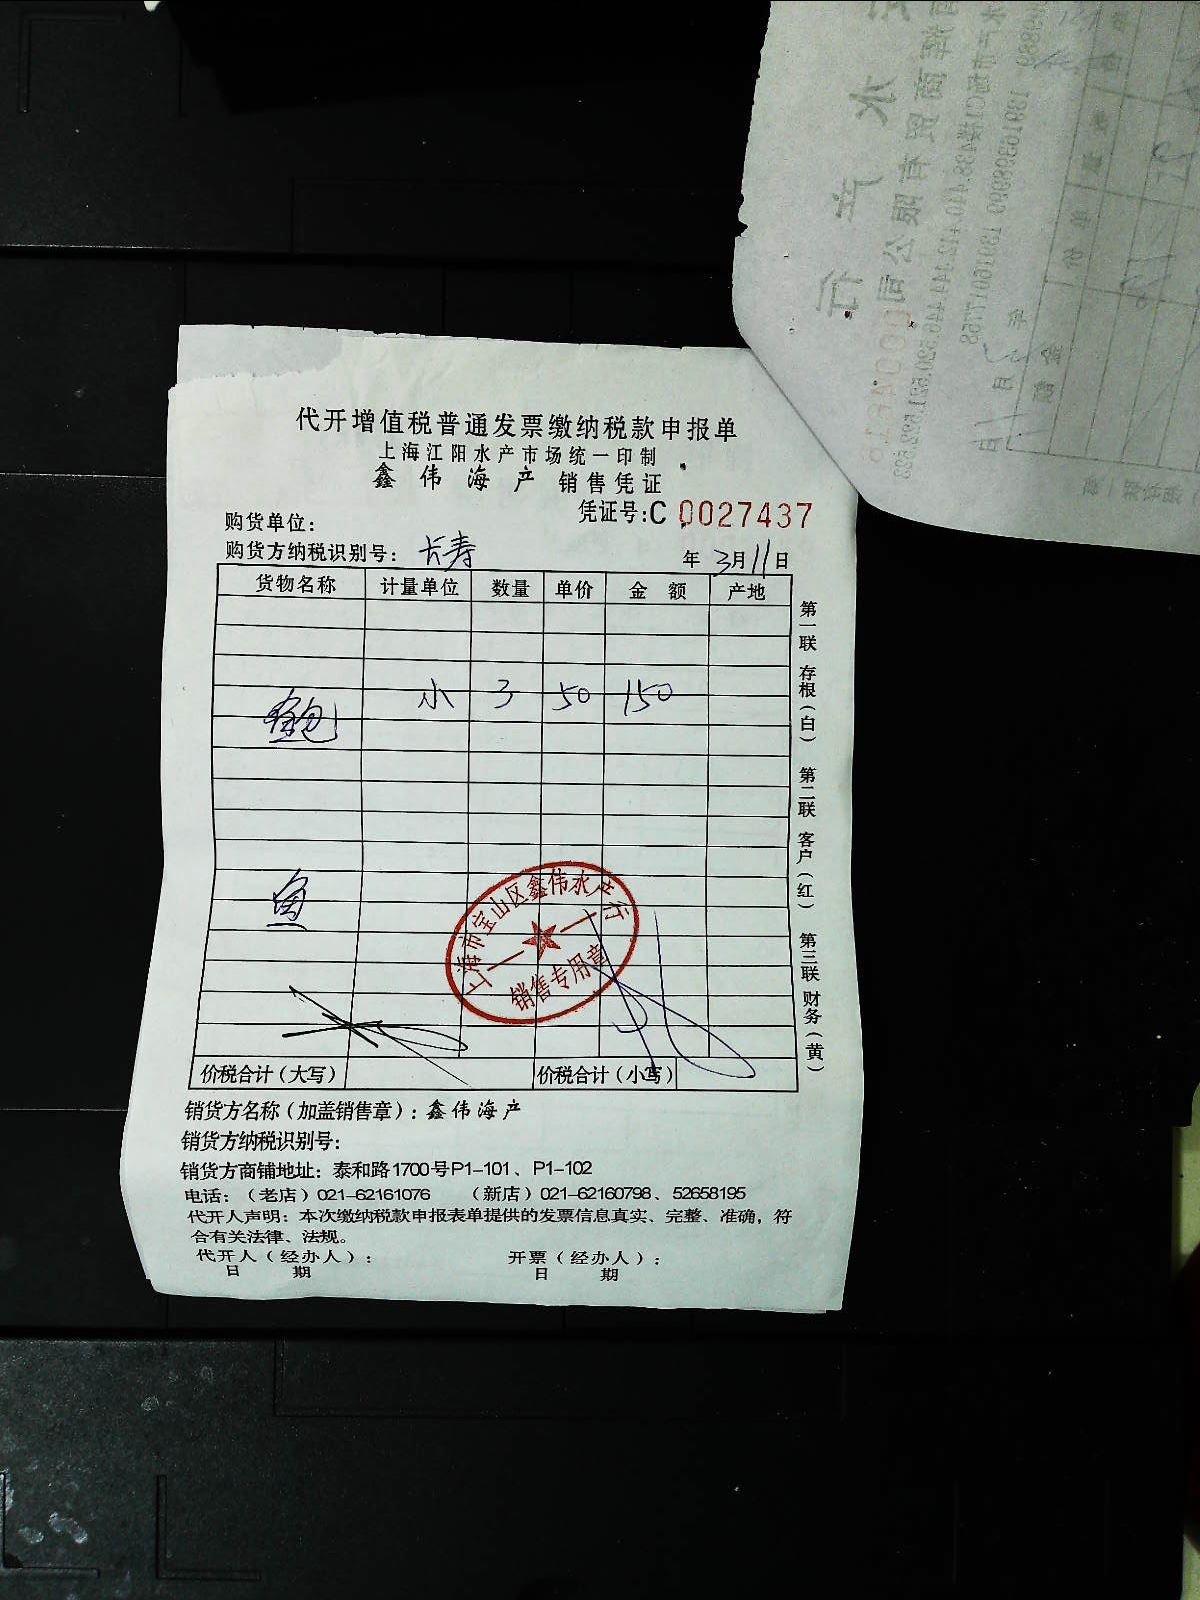 代开增值税普通发票缴纳税款申报单
上海江阳水产市场统一印制
鑫伟海产 销售凭证
凭证号:C 0027437
购货单位：
购货方纳税识别号： 长寿 年 3月11日
货物名称 计量单位 数量 单价 金额 产地
鲍 小 3 50 150
鱼
价税合计（大写） 价税合计（小写）
第一联 存根（白） 第二联 客户（红） 第三联 财务（黄）
上海市宝山区鑫伟水产行
销售专用章
销货方名称（加盖销售章）：鑫伟海产
销货方纳税识别号：
销货方商铺地址：泰和路1700号P1-101、P1-102
电话：（老店）021-62161076 （新店）021-62160798、52658195
代开人声明：本次缴纳税款申报表单提供的发票信息真实、完整、准确，符
合有关法律、法规。
代开人（经办人）： 开票（经办人）：
日期 日期